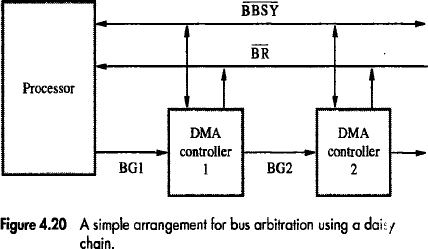 BBSY
BR
Processor
DMA
controller
1
DMA
controller
2
BG1
BG2
Figure 4.20 A simple arrangement for bus arbitration using a daisy
chain.